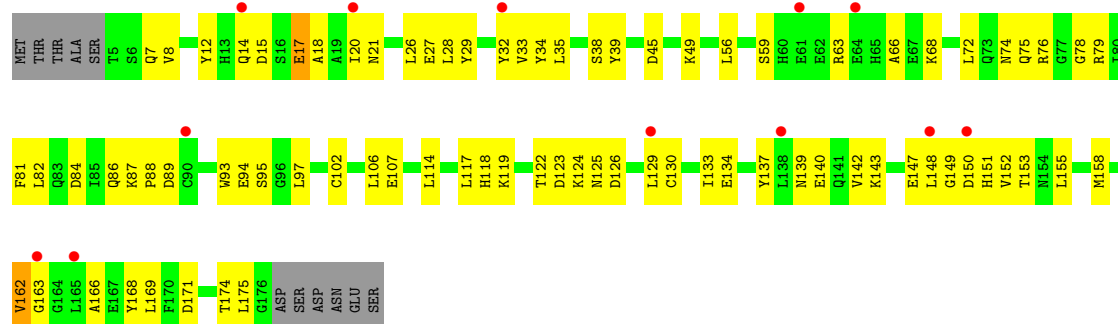 MET THR THR ALA SER T5 S6 Q7 V8 Y12 H13 Q14 D15 S16 E17 A18 A19 I20 N21 L26 E27 L28 Y29 Y32 V33 Y34 L35 S38 Y39 D45 K49 L56 S59 H60 E61 E62 R63 E64 H65 A66 E67 K68 L72 Q73 N74 Q75 R76 G77 G78 R79 I80
F81 L82 Q83 D84 I85 Q86 K87 P88 D89 C90 W93 E94 S95 G96 L97 C102 L106 E107 L114 L117 H118 K119 T122 D123 K124 N125 D126 L129 C130 I133 E134 Y137 L138 N139 E140 Q141 V142 K143 E147 L148 G149 D150 H151 V152 T153 N154 L155 M158
V162 G163 G164 L165 A166 E167 Y168 L169 F170 D171 T174 L175 G176 ASP SER ASP ASN GLU SER